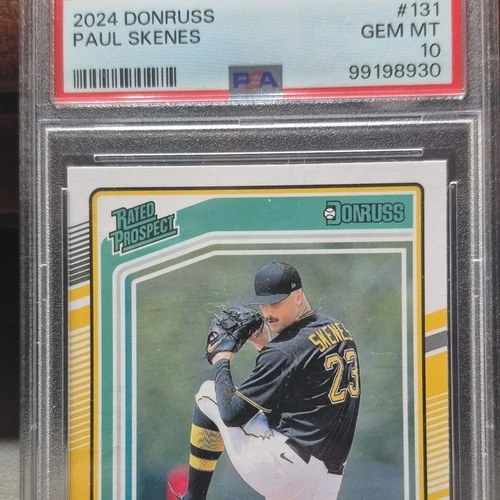 2024 DONRUSS #131
PAUL SKENES GEM MT
10
PSA 99198930
RATED PROSPECT
DONRUSS
SKENES
23